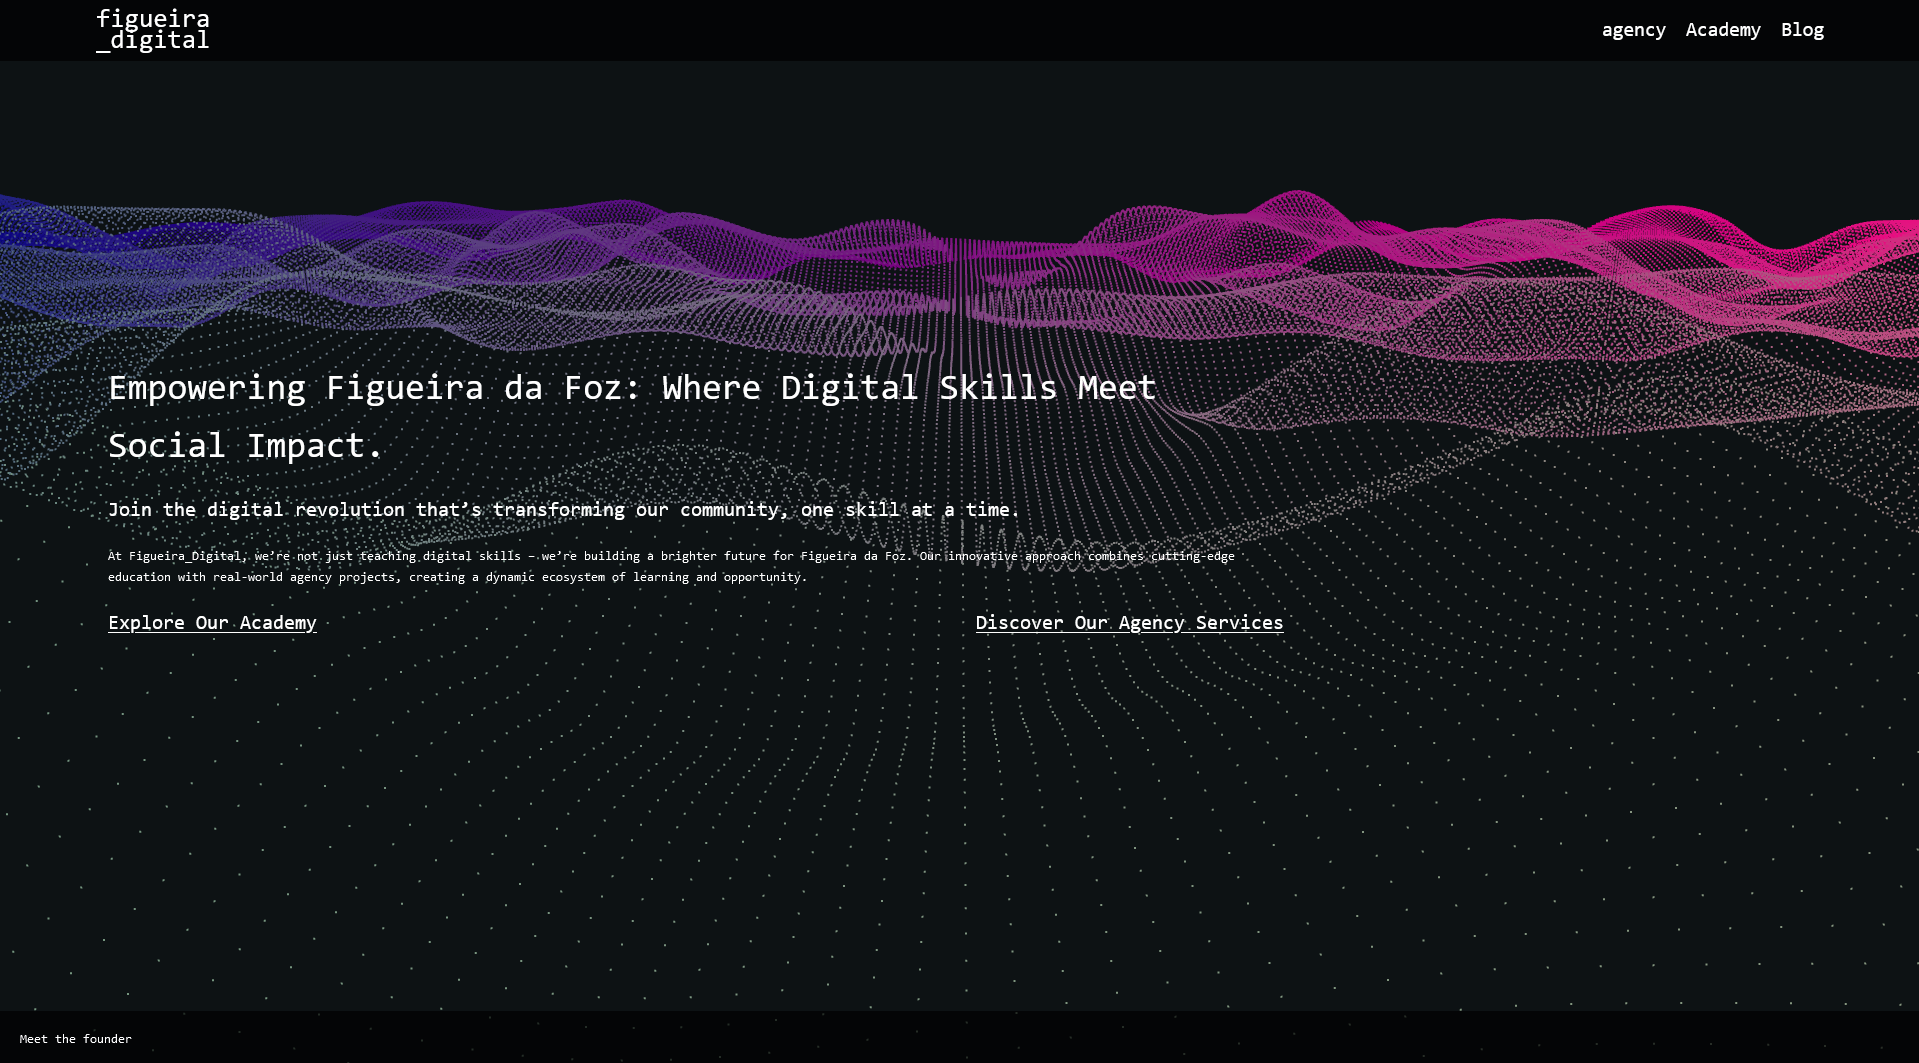 figueira
_digital
agency Academy Blog
Empowering Figueira da Foz: Where Digital Skills Meet
Social Impact.
Join the digital revolution that’s transforming our community, one skill at a time.
At Figueira_Digital, we’re not just teaching digital skills – we’re building a brighter future for Figueira da Foz. Our innovative approach combines cutting-edge
education with real-world agency projects, creating a dynamic ecosystem of learning and opportunity.
Explore Our Academy
Discover Our Agency Services
Meet the founder